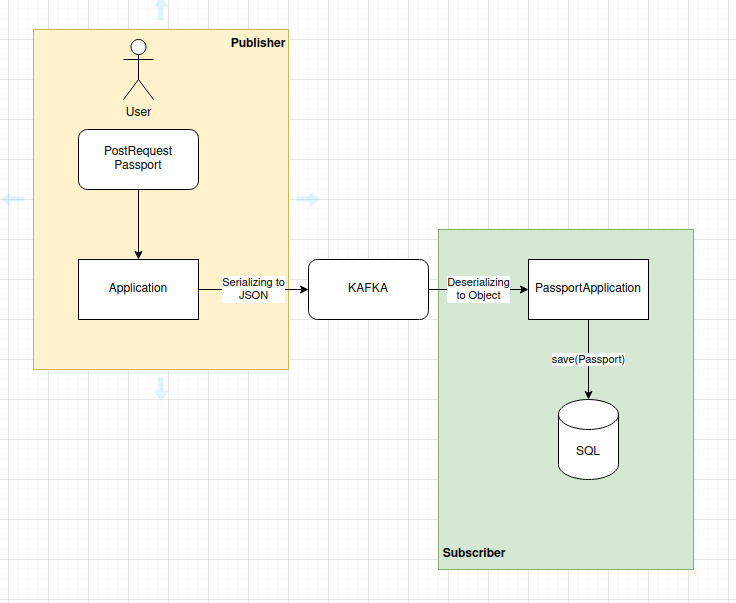 Publisher
User
PostRequest
Passport
Application
Serializing to
JSON
KAFKA
Deserializing
to Object
PassportApplication
save(Passport)
SQL
Subscriber